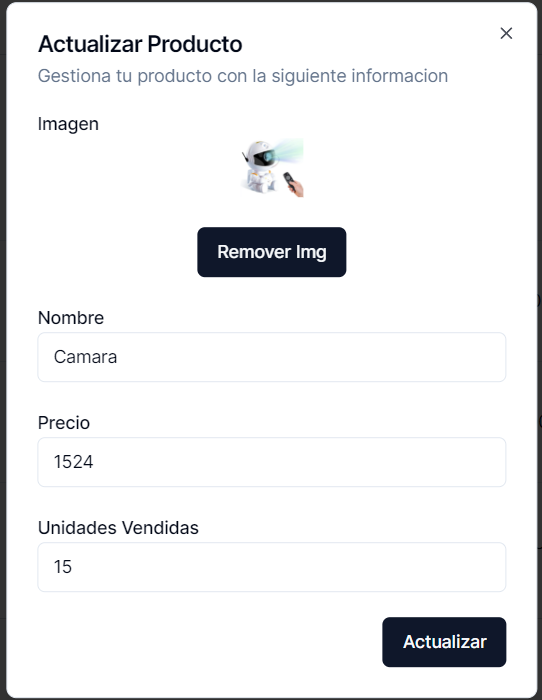 Actualizar Producto
Gestiona tu producto con la siguiente informacion
Imagen
Remover Img
Nombre
Camara
Precio
1524
Unidades Vendidas
15
Actualizar